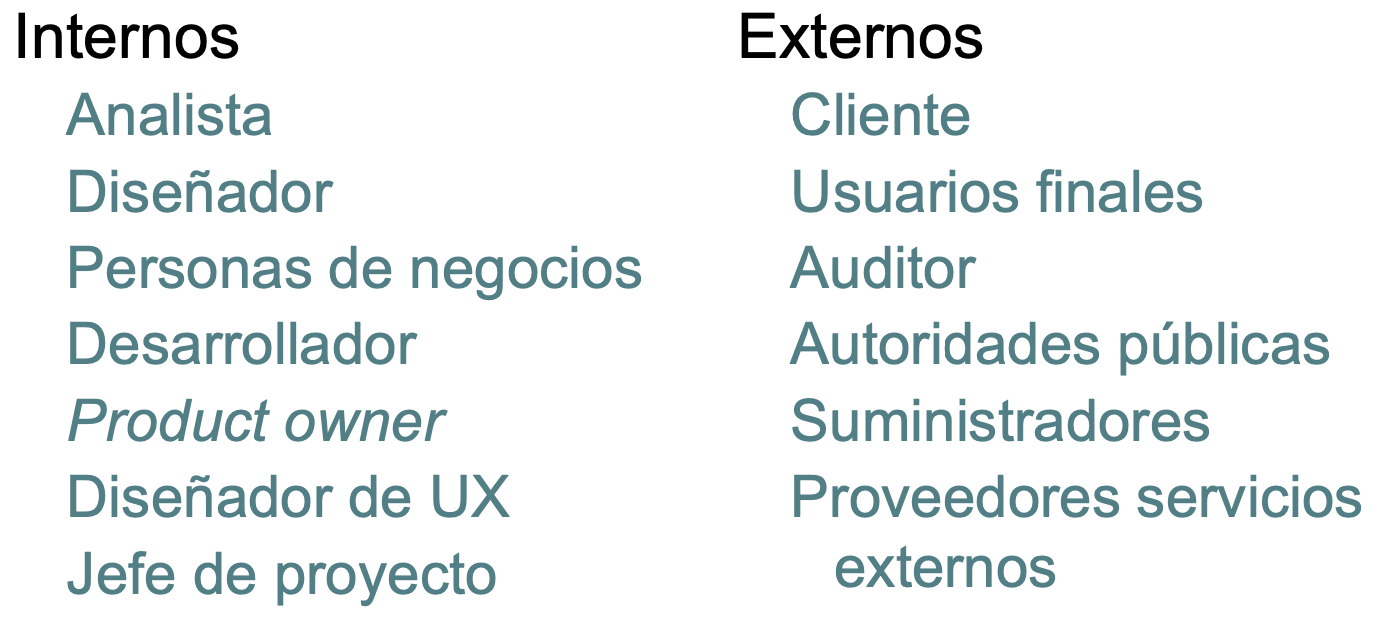 Internos
Analista
Diseñador
Personas de negocios
Desarrollador
Product owner
Diseñador de UX
Jefe de proyecto
Externos
Cliente
Usuarios finales
Auditor
Autoridades públicas
Suministradores
Proveedores servicios
externos